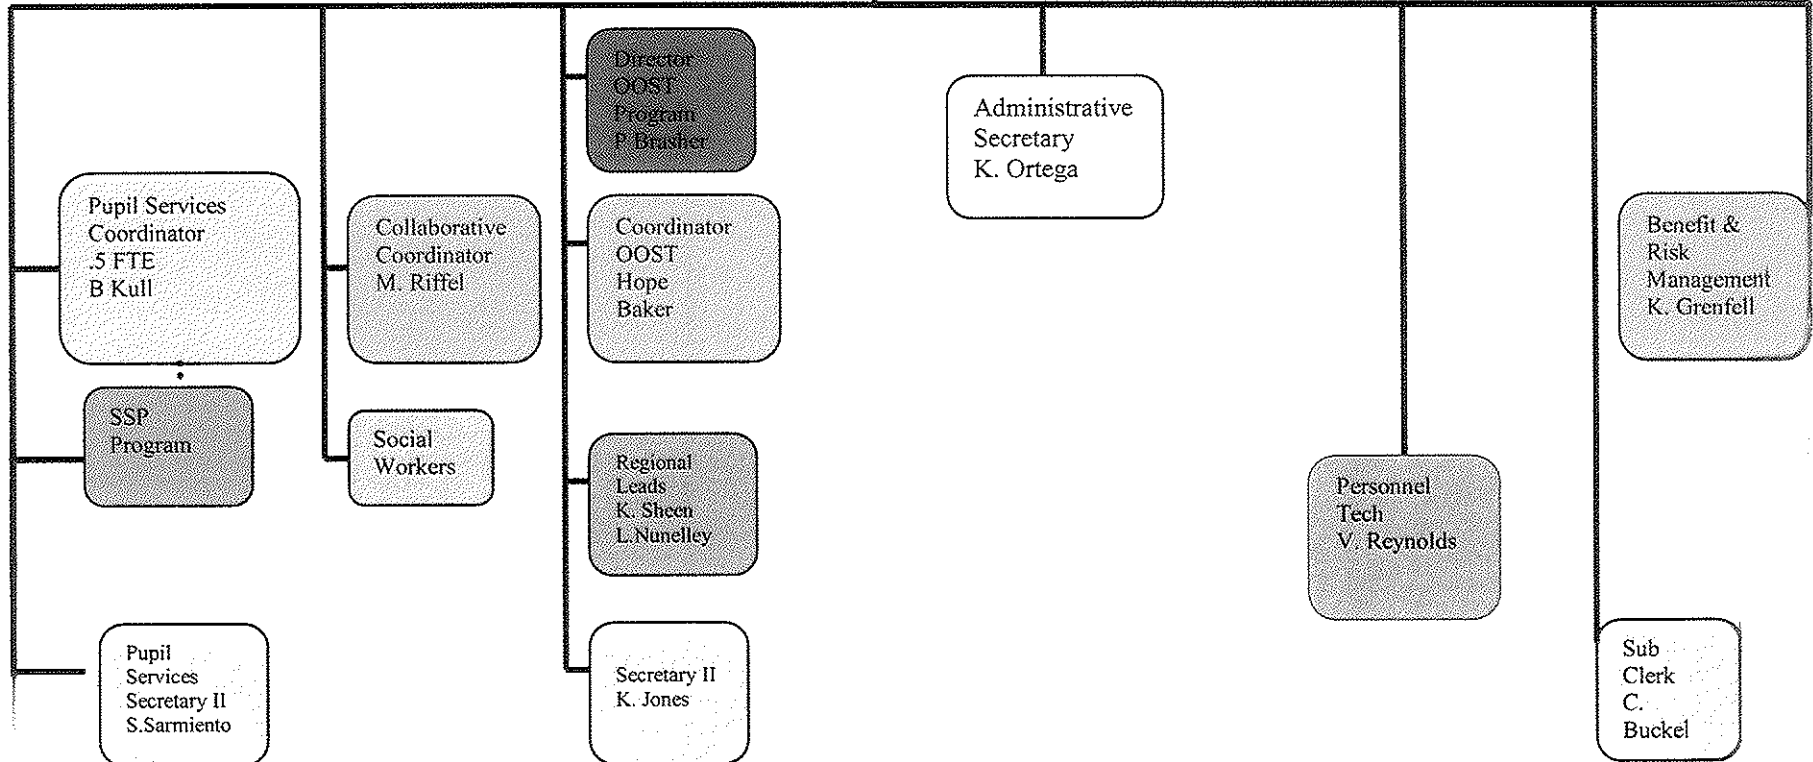 Director
OOST
Program
P Brasher
Administrative
Secretary
K. Ortega
Pupil Services
Coordinator
.5 FTE
B Kull
Collaborative
Coordinator
M. Riffel
Coordinator
OOST
Hope
Baker
Benefit &
Risk
Management
K. Grenfell
SSP
Program
Social
Workers
Regional
Leads
K. Sheen
L.Nunelley
Personnel
Tech
V. Reynolds
Pupil
Services
Secretary II
S.Sarmiento
Secretary II
K. Jones
Sub
Clerk
C.
Buckel